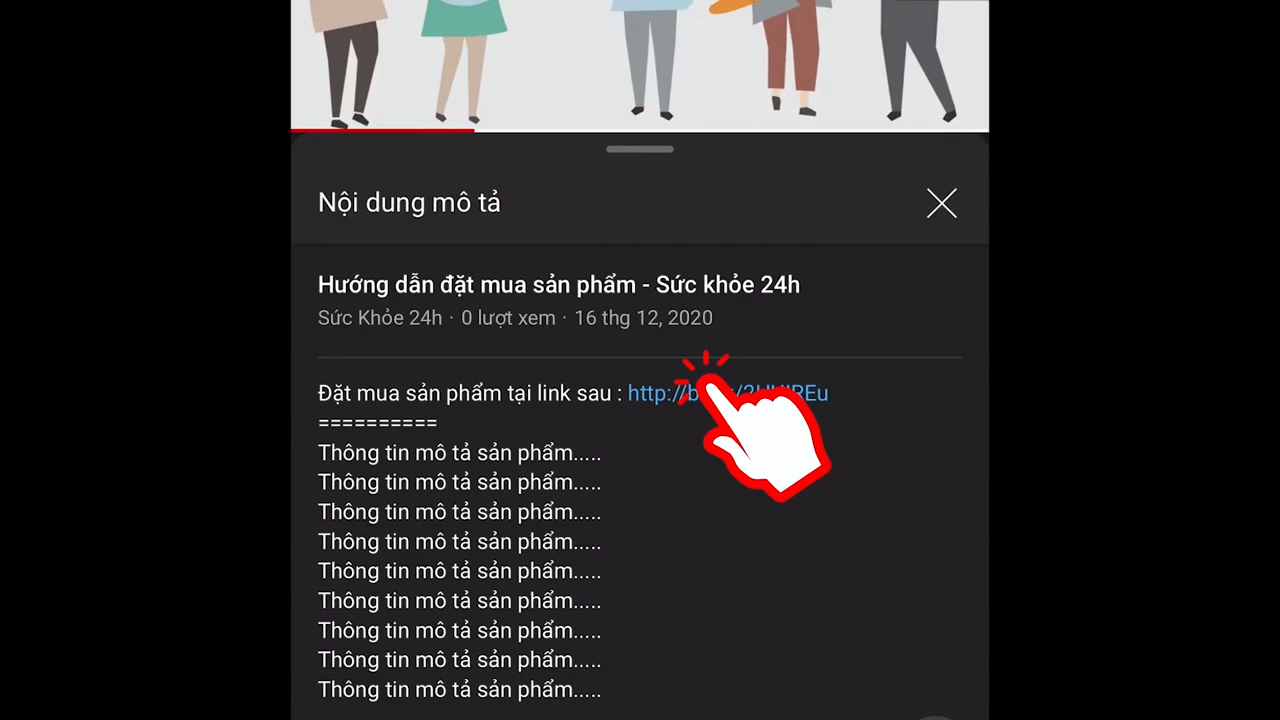 Nội dung mô tả
Hướng dẫn đặt mua sản phẩm - Sức khỏe 24h
Sức Khỏe 24h · 0 lượt xem · 16 thg 12, 2020
Đặt mua sản phẩm tại link sau :
==========
Thông tin mô tả sản phẩm.....
Thông tin mô tả sản phẩm.....
Thông tin mô tả sản phẩm.....
Thông tin mô tả sản phẩm.....
Thông tin mô tả sản phẩm.....
Thông tin mô tả sản phẩm.....
Thông tin mô tả sản phẩm.....
Thông tin mô tả sản phẩm.....
Thông tin mô tả sản phẩm.....